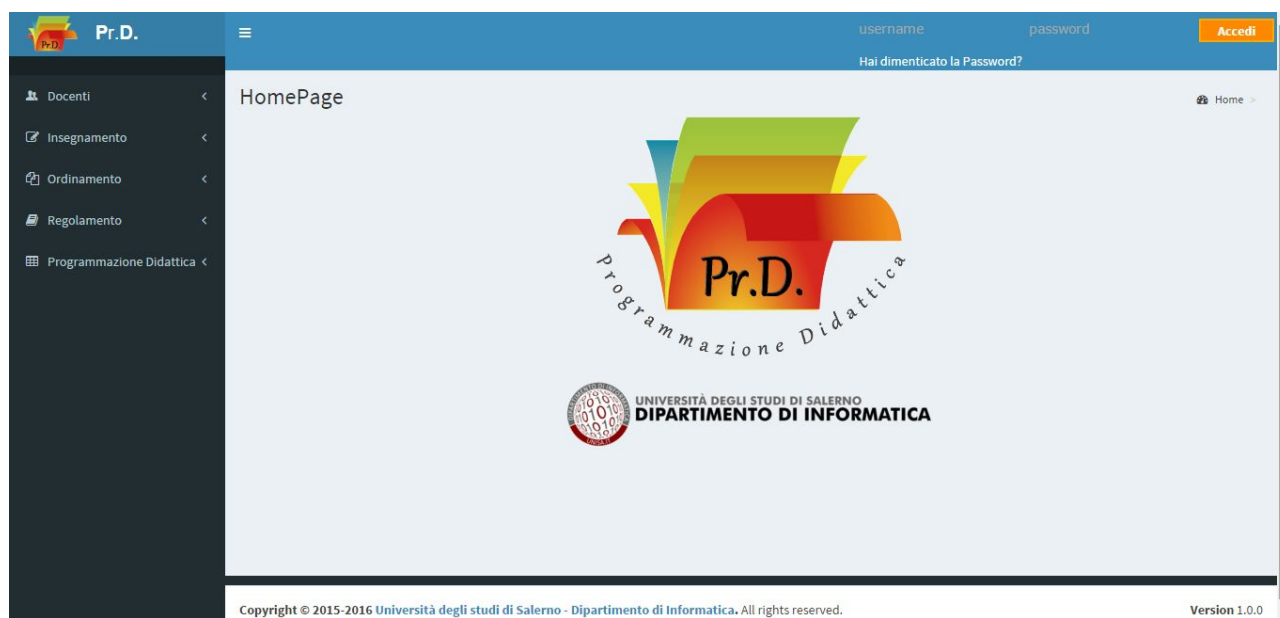 Pr.D.
Pr.D.
username
password
Accedi
Hai dimenticato la Password?
Docenti
Insegnamento
Ordinamento
Regolamento
Programmazione Didattica
HomePage
Home >
Pr.D.
Programmazione Didattica
UNIVERSITÀ DEGLI STUDI DI SALERNO
DIPARTIMENTO DI INFORMATICA
Copyright © 2015-2016 Università degli studi di Salerno - Dipartimento di Informatica. All rights reserved.
Version 1.0.0